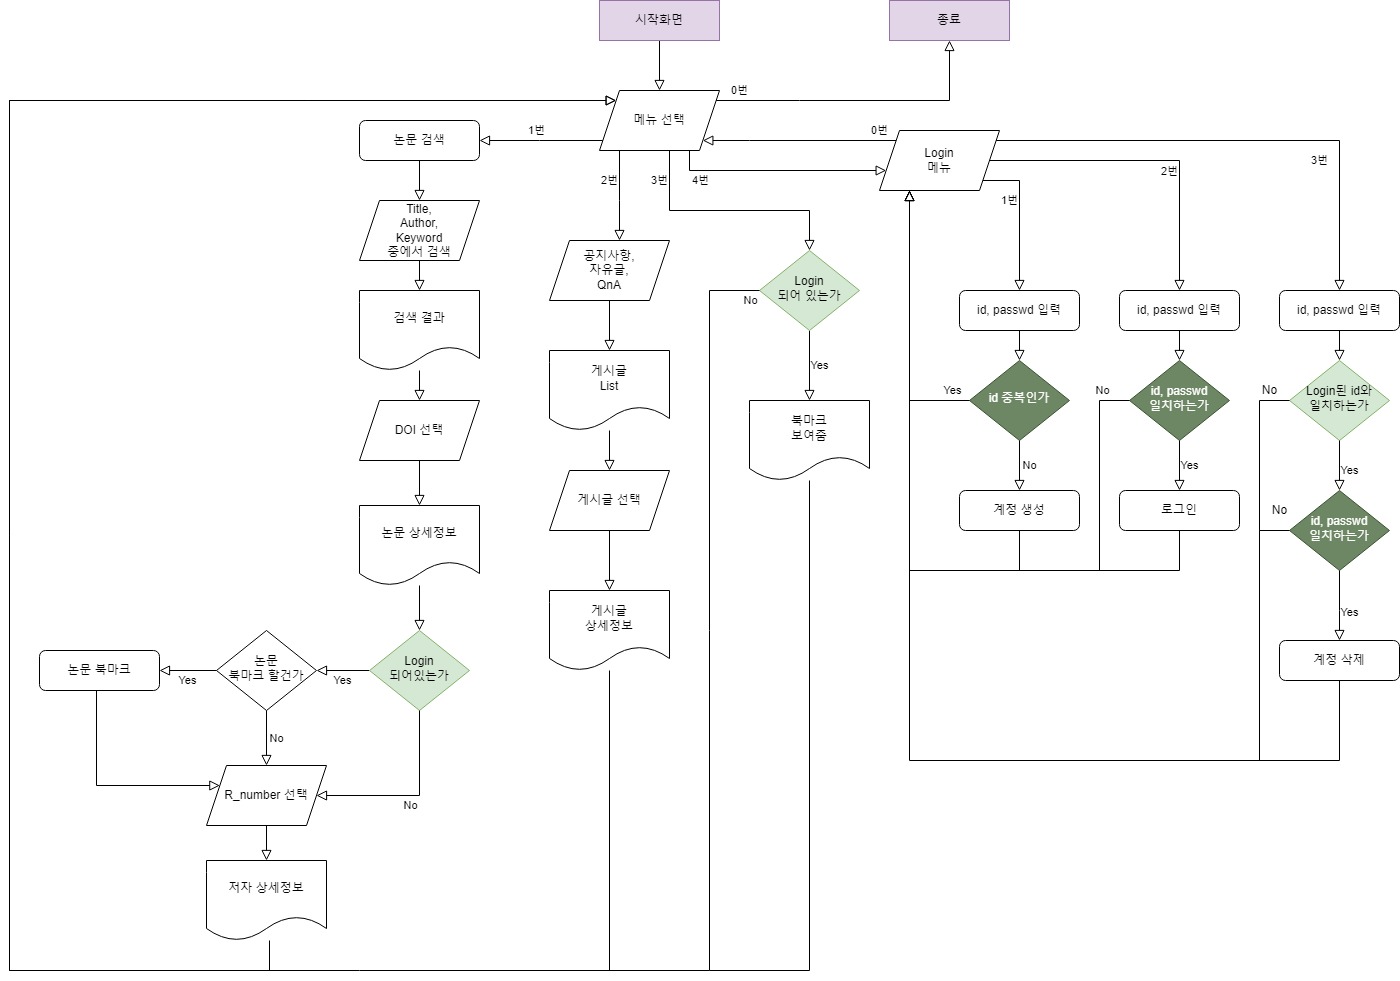 시작화면
종료
메뉴 선택
0번
논문 검색
1번
0번
Login
메뉴
3번
2번
1번
2번
3번
4번
Title,
Author,
Keyword
중에서 검색
공지사항,
자유글,
QnA
Login
되어 있는가
No
Yes
검색 결과
게시글
List
북마크
보여줌
id, passwd 입력
id, passwd 입력
id, passwd 입력
Yes
id 중복인가
No
No
id, passwd
일치하는가
Yes
No
Login된 id와
일치하는가
Yes
DOI 선택
게시글 선택
계정 생성
로그인
No
id, passwd
일치하는가
Yes
논문 상세정보
게시글
상세정보
계정 삭제
논문 북마크
Yes
논문
북마크 할건가
Yes
Login
되어있는가
No
No
R_number 선택
저자 상세정보